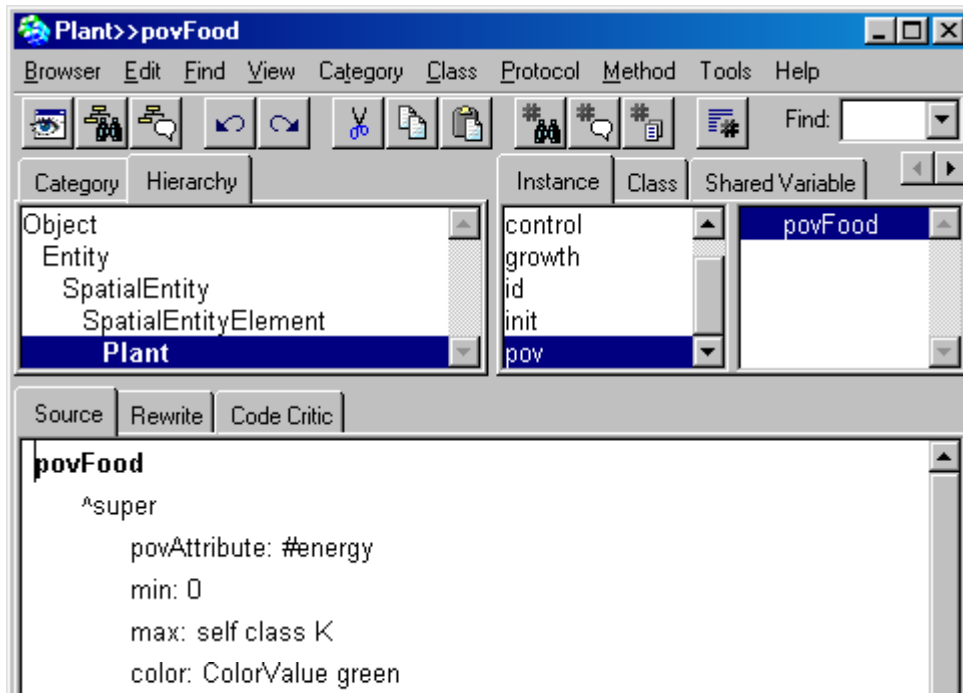 Plant>>povFood
Browser Edit Find View Category Class Protocol Method Tools Help
Find:
Category Hierarchy
Instance Class Shared Variable
Object
Entity
SpatialEntity
SpatialEntityElement
Plant
control
growth
id
init
pov
povFood
Source Rewrite Code Critic
povFood
^super
povAttribute: #energy
min: 0
max: self class K
color: ColorValue green